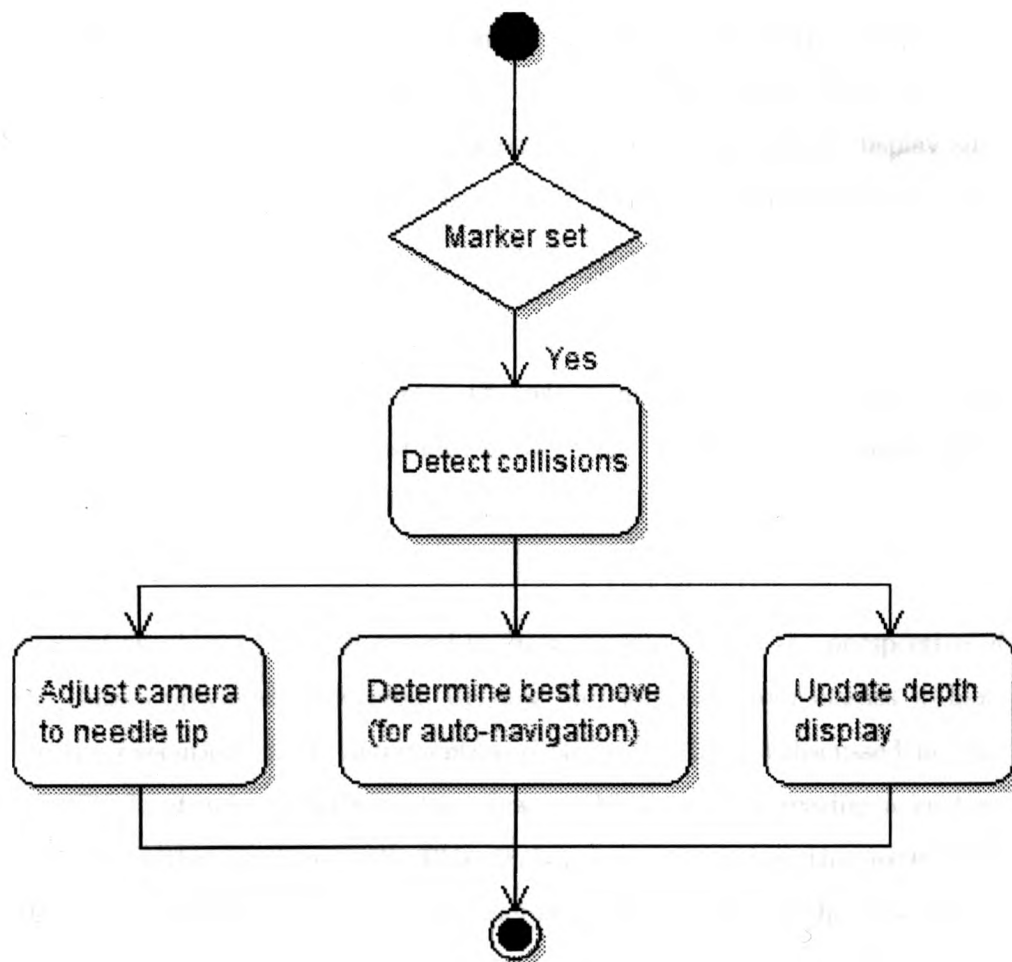 Marker set
Yes
Detect collisions
Adjust camera
to needle tip
Determine best move
(for auto-navigation)
Update depth
display